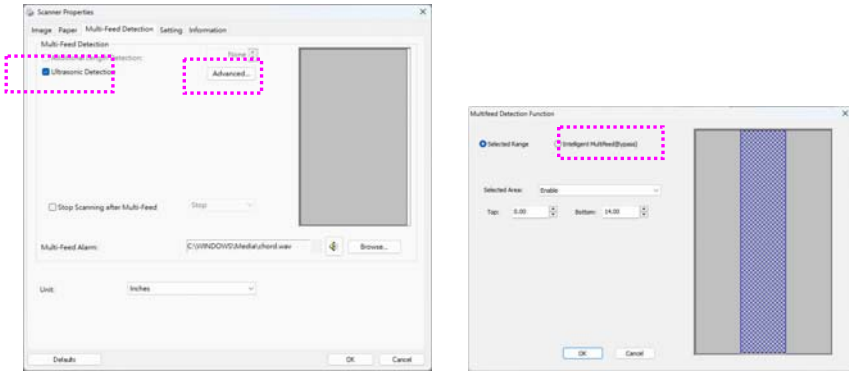 Scanner Properties
Image Paper Multi-Feed Detection Setting Information
Multi-Feed Detection
Detection:
None
Ultrasonic Detection
Advanced...
Stop Scanning after Multi-Feed
Stop
Multi-Feed Alarm:
C:\WINDOWS\Media\chord.wav
Browse...
Unit:
Inches
Defaults
OK
Cancel
Multifeed Detection Function
Selected Range
Intelligent Multifeed(Bypass)
Selected Area:
Enable
Top:
0.00
Bottom:
14.00
OK
Cancel